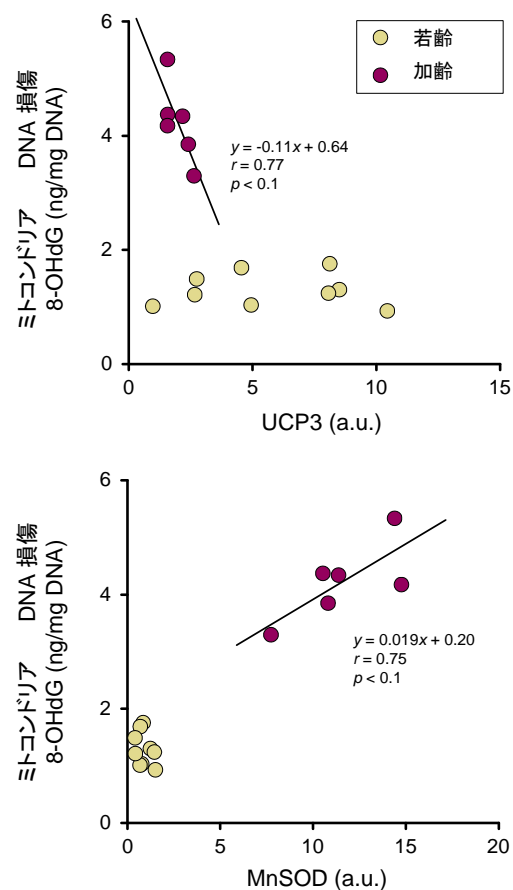 6
4
2
0
0
5
10
15
ミトコンドリア DNA 損傷
8-OHdG (ng/mg DNA)
UCP3 (a.u.)
若齢
加齢
y = -0.11x + 0.64
r = 0.77
p < 0.1
6
4
2
0
0
5
10
15
20
ミトコンドリア DNA 損傷
8-OHdG (ng/mg DNA)
MnSOD (a.u.)
y = 0.019x + 0.20
r = 0.75
p < 0.1